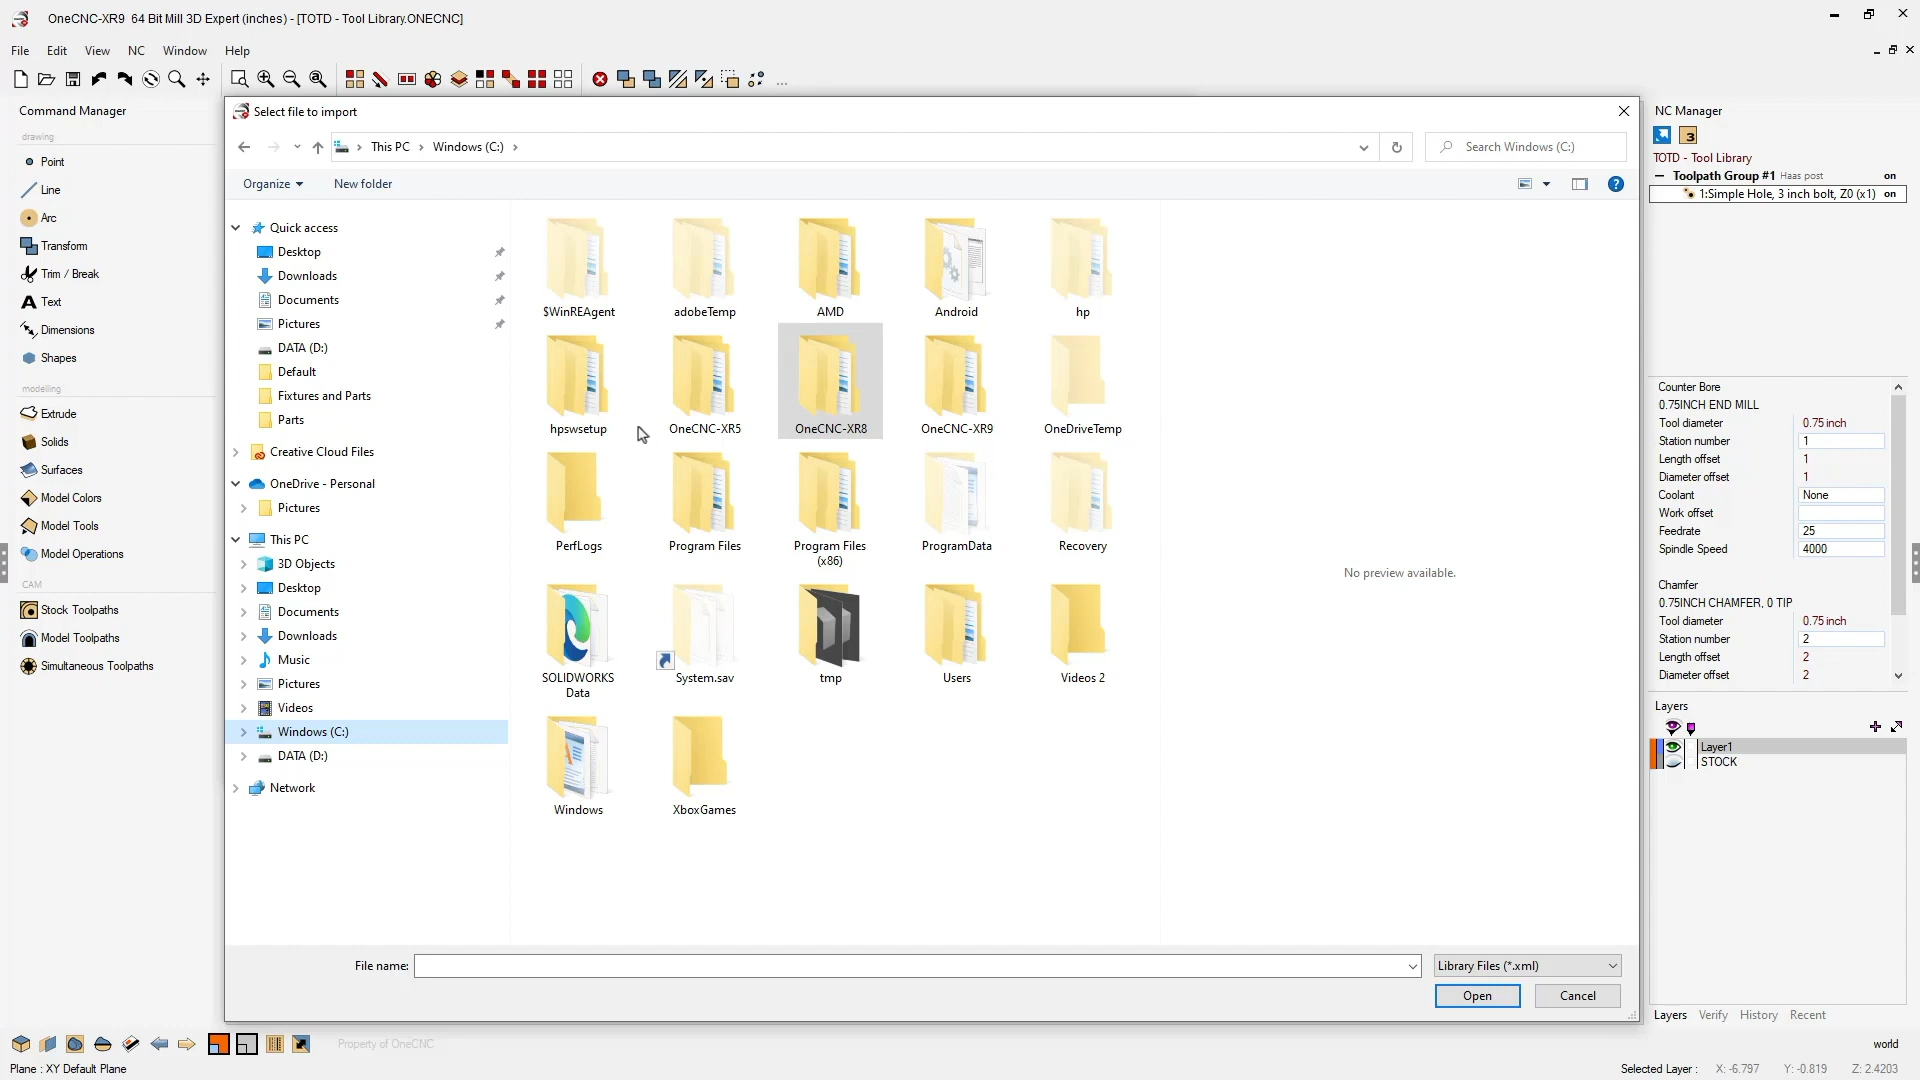 OneCNC-XR9 64 Bit Mill 3D Expert (inches) - [TOTD - Tool Library.ONECNC]
File Edit View NC Window Help
Command Manager
drawing
Point
Line
Arc
Transform
Trim / Break
Text
Dimensions
Shapes
modelling
Extrude
Solids
Surfaces
Model Colors
Model Tools
Model Operations
CAM
Stock Toolpaths
Model Toolpaths
Simultaneous Toolpaths
Select file to import
This PC > Windows (C:) >
Search Windows (C:)
Organize
New folder
Quick access
Desktop
Downloads
Documents
Pictures
DATA (D:)
Default
Fixtures and Parts
Parts
Creative Cloud Files
OneDrive - Personal
Pictures
This PC
3D Objects
Desktop
Documents
Downloads
Music
Pictures
Videos
Windows (C:)
DATA (D:)
Network
$WinREAgent
adobeTemp
AMD
Android
hp
hpswsetup
OneCNC-XR5
OneCNC-XR8
OneCNC-XR9
OneDriveTemp
PerfLogs
Program Files
Program Files
(x86)
ProgramData
Recovery
SOLIDWORKS
Data
System.sav
tmp
Users
Videos 2
Windows
XboxGames
No preview available.
File name:
Library Files (*.xml)
Open
Cancel
NC Manager
3
TOTD - Tool Library
Toolpath Group #1 Haas post on
1:Simple Hole, 3 inch bolt, Z0 (x1) on
Counter Bore
0.75INCH END MILL
Tool diameter 0.75 inch
Station number 1
Length offset 1
Diameter offset 1
Coolant None
Work offset
Feedrate 25
Spindle Speed 4000
Chamfer
0.75INCH CHAMFER, 0 TIP
Tool diameter 0.75 inch
Station number 2
Length offset 2
Diameter offset 2
Layers
Layer1
STOCK
Layers Verify History Recent
Property of OneCNC
world
Plane : XY Default Plane
Selected Layer : X: -6.797 Y: -0.819 Z: 2.4203